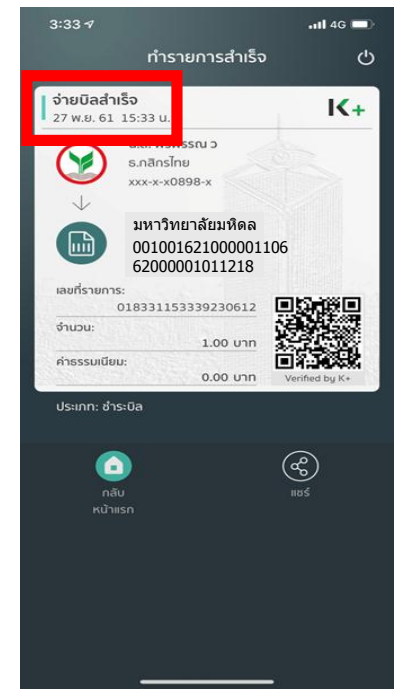 3:33
4G
ทำรายการสำเร็จ
จ่ายบิลสำเร็จ
27 พ.ย. 61 15:33 น.
K+
ว
ธ.กสิกรไทย
xxx-x-x0898-x
มหาวิทยาลัยมหิดล
001001621000001106
62000001011218
เลขที่รายการ:
018331153339230612
จำนวน:
1.00 บาท
ค่าธรรมเนียม:
0.00 บาท
Verified by K+
ประเภท: ชำระบิล
กลับ
หน้าแรก
แชร์